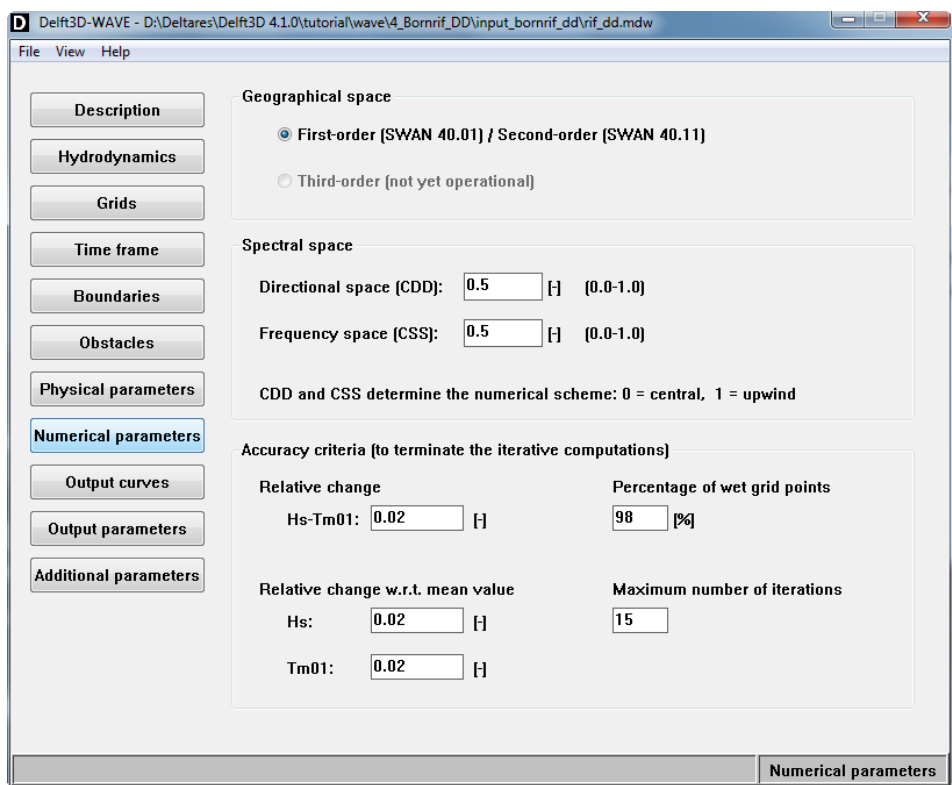 D Delft3D-WAVE - D:\Deltares\Delft3D 4.1.0\tutorial\wave\4_Bornrif_DD\input_bornrif_dd\rif_dd.mdw
File View Help
Description
Hydrodynamics
Grids
Time frame
Boundaries
Obstacles
Physical parameters
Numerical parameters
Output curves
Output parameters
Additional parameters
Geographical space
First-order (SWAN 40.01) / Second-order (SWAN 40.11)
Third-order (not yet operational)
Spectral space
Directional space (CDD): 0.5 [-] (0.0-1.0)
Frequency space (CSS): 0.5 [-] (0.0-1.0)
CDD and CSS determine the numerical scheme: 0 = central, 1 = upwind
Accuracy criteria (to terminate the iterative computations)
Relative change Percentage of wet grid points
Hs-Tm01: 0.02 [-] 98 [%]
Relative change w.r.t. mean value Maximum number of iterations
Hs: 0.02 [-] 15
Tm01: 0.02 [-]
Numerical parameters